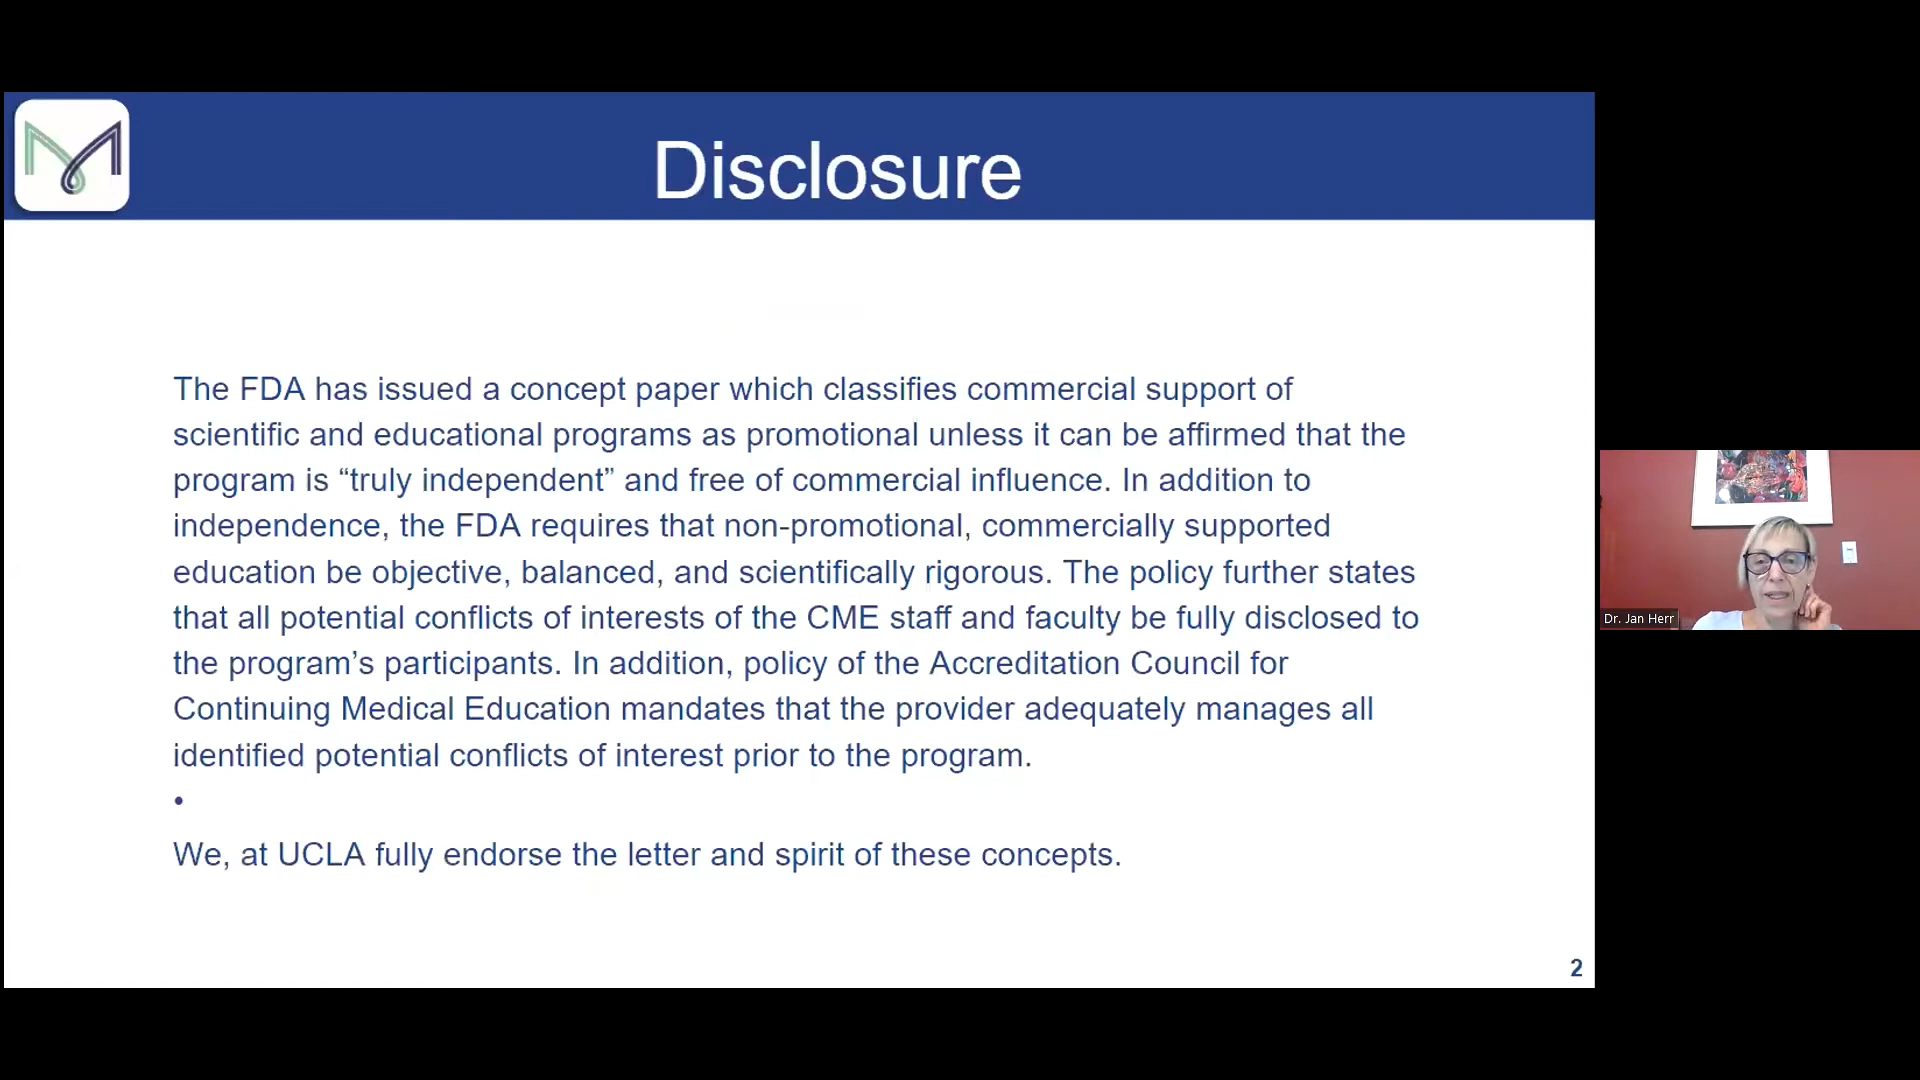 Disclosure
The FDA has issued a concept paper which classifies commercial support of
scientific and educational programs as promotional unless it can be affirmed that the
program is “truly independent” and free of commercial influence. In addition to
independence, the FDA requires that non-promotional, commercially supported
education be objective, balanced, and scientifically rigorous. The policy further states
that all potential conflicts of interests of the CME staff and faculty be fully disclosed to
the program’s participants. In addition, policy of the Accreditation Council for
Continuing Medical Education mandates that the provider adequately manages all
identified potential conflicts of interest prior to the program.
•
We, at UCLA fully endorse the letter and spirit of these concepts.
2
Dr. Jan Herr